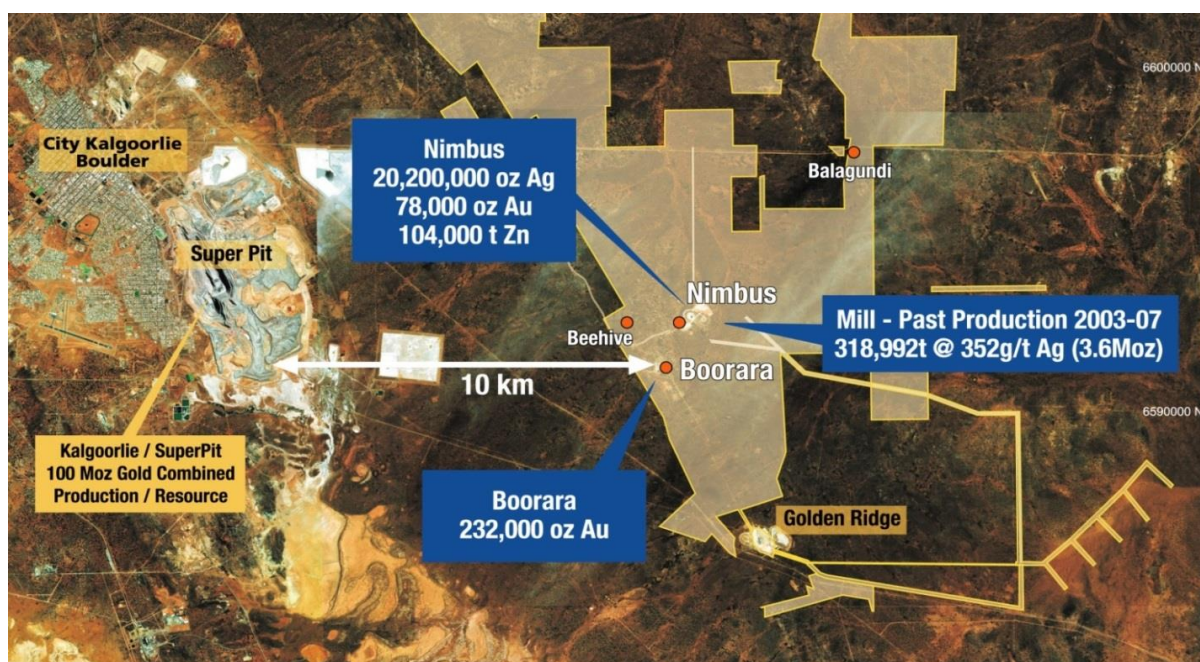 6600000 N
City Kalgoorlie
Boulder
Nimbus
20,200,000 oz Ag
78,000 oz Au
104,000 t Zn
Balagundi
Super Pit
Nimbus
Beehive
Mill - Past Production 2003-07
318,992t @ 352g/t Ag (3.6Moz)
10 km
Boorara
6590000 N
Kalgoorlie / SuperPit
100 Moz Gold Combined
Production / Resource
Boorara
232,000 oz Au
Golden Ridge